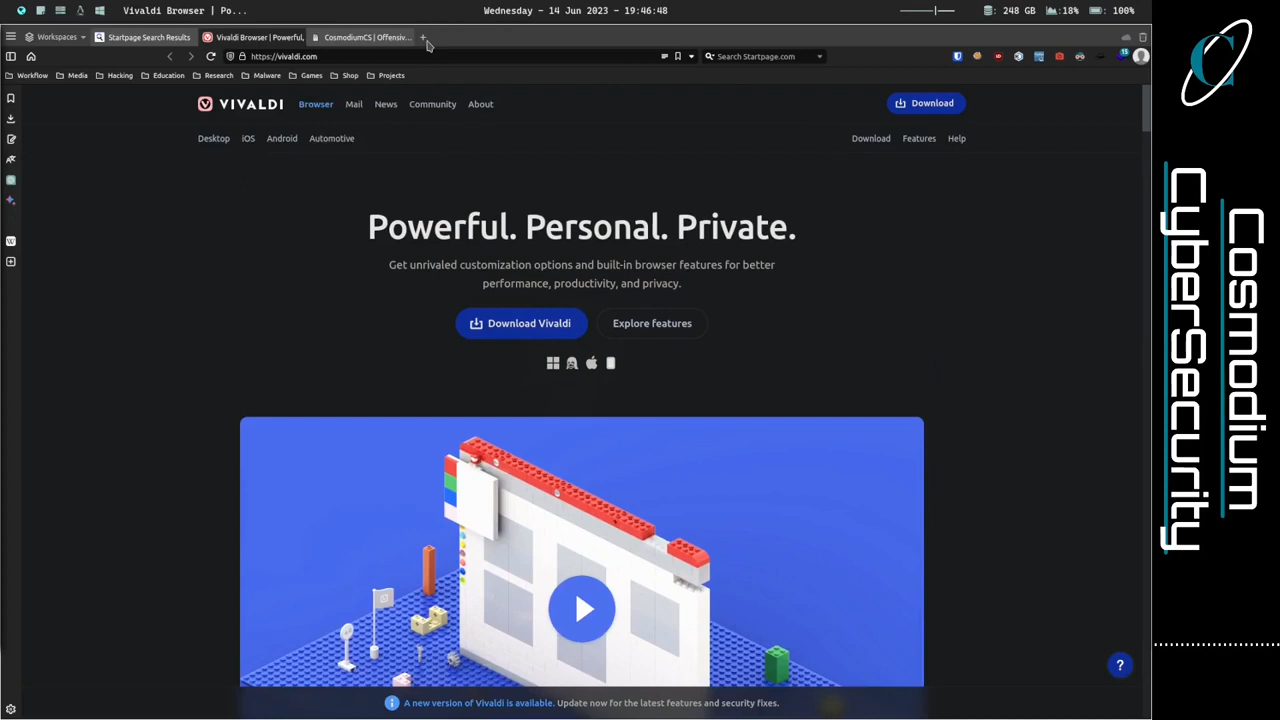 Vivaldi Browser | Po...
Wednesday - 14 Jun 2023 - 19:46:48
248 GB
18%
100%
Workspaces
Startpage Search Results
Vivaldi Browser | Powerful,
CosmodiumCS | Offensiv...
https://vivaldi.com
Search Startpage.com
15
Workflow
Media
Hacking
Education
Research
Malware
Games
Shop
Projects
VIVALDI
Browser
Mail
News
Community
About
Download
Desktop
iOS
Android
Automotive
Download
Features
Help
Powerful. Personal. Private.
Get unrivaled customization options and built-in browser features for better
performance, productivity, and privacy.
Download Vivaldi
Explore features
A new version of Vivaldi is available. Update now for the latest features and security fixes.
?
C
Cosmodium
CyberSecurity